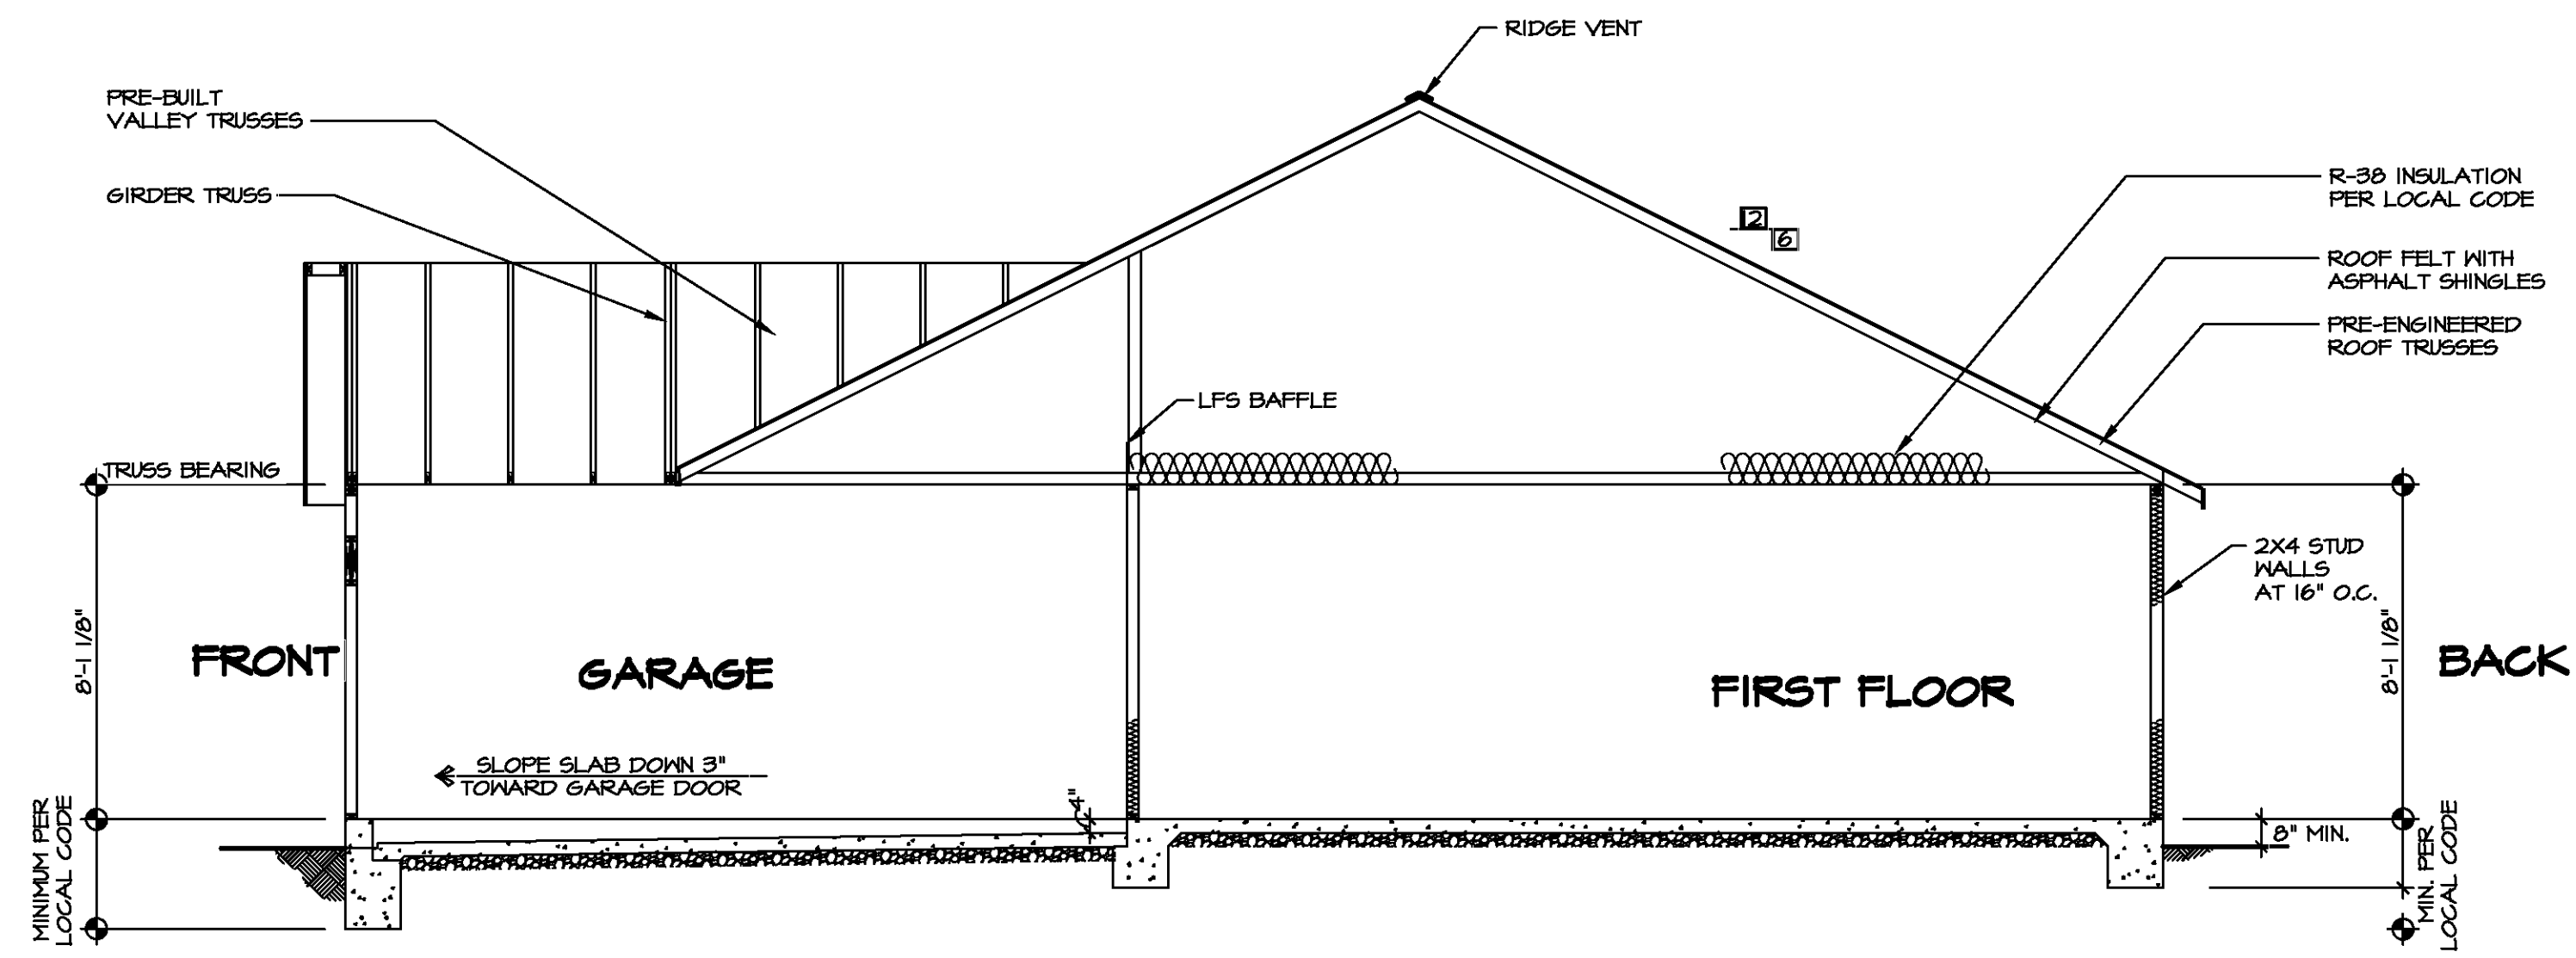 RIDGE VENT
PRE-BUILT
VALLEY TRUSSES
GIRDER TRUSS
R-38 INSULATION
PER LOCAL CODE
12
6
ROOF FELT WITH
ASPHALT SHINGLES
PRE-ENGINEERED
ROOF TRUSSES
LFS BAFFLE
TRUSS BEARING
2X4 STUD
WALLS
AT 16" O.C.
8'-1 1/8"
FRONT
GARAGE
FIRST FLOOR
8'-1 1/8"
BACK
SLOPE SLAB DOWN 3"
TOWARD GARAGE DOOR
4"
8" MIN.
MINIMUM PER
LOCAL CODE
MIN. PER
LOCAL CODE